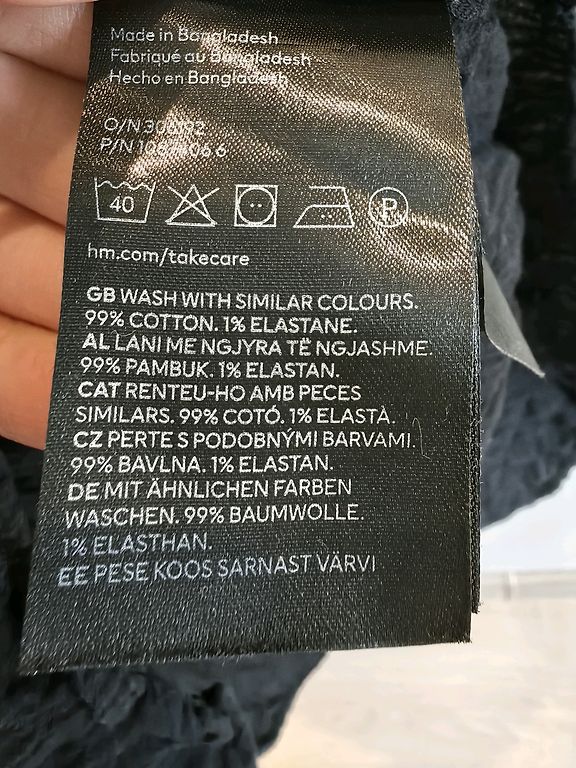 Made in Bangladesh
Fabriqué au Bangladesh
Hecho en Bangladesh
O/N
P/N
40
P
hm.com/takecare
GB WASH WITH SIMILAR COLOURS.
99% COTTON. 1% ELASTANE.
AL LANI ME NGJYRA TË NGJASHME.
99% PAMBUK. 1% ELASTAN.
CAT RENTEU-HO AMB PECES
SIMILARS. 99% COTÓ. 1% ELASTÀ.
CZ PERTE S PODOBNÝMI BARVAMI.
99% BAVLNA. 1% ELASTAN.
DE MIT ÄHNLICHEN FARBEN
WASCHEN. 99% BAUMWOLLE.
1% ELASTHAN.
EE PESE KOOS SARNAST VÄRVI